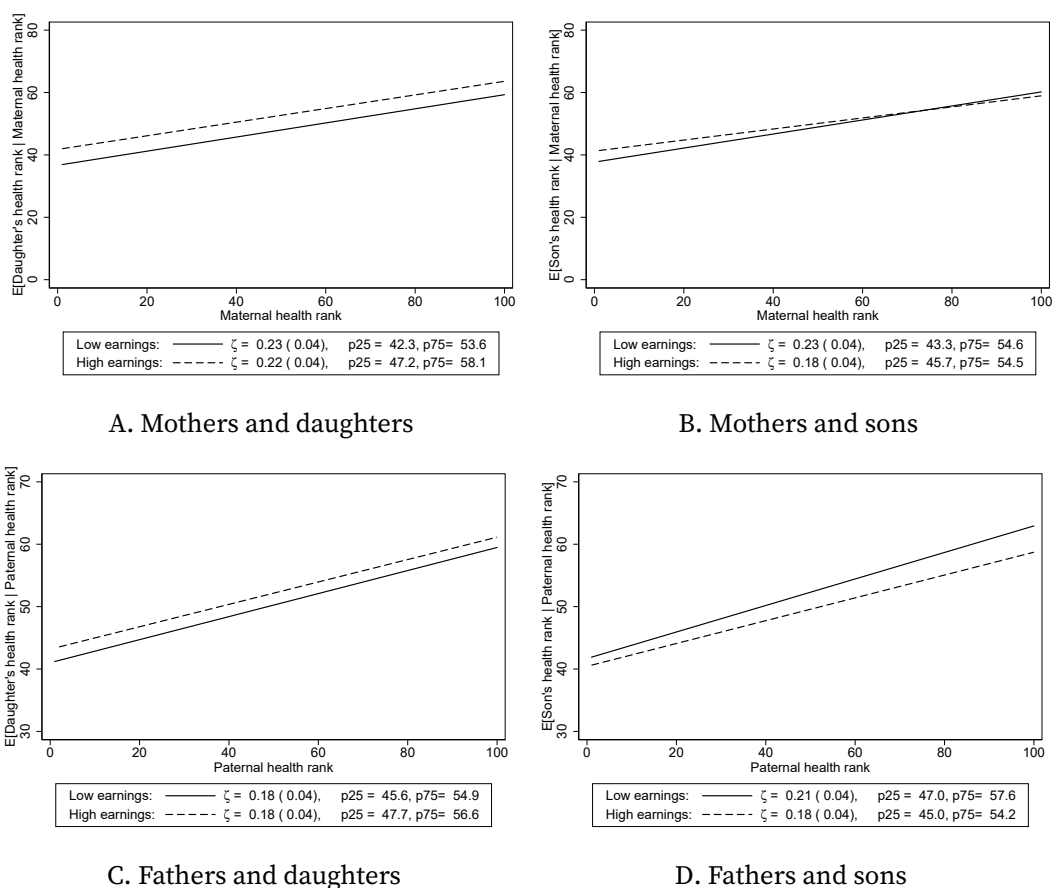 E[Daughter's health rank | Maternal health rank]
80
60
40
20
0
0 20 40 60 80 100
Maternal health rank
Low earnings: ζ = 0.23 ( 0.04), p25 = 42.3, p75= 53.6
High earnings: ζ = 0.22 ( 0.04), p25 = 47.2, p75= 58.1
A. Mothers and daughters
E[Son's health rank | Maternal health rank]
80
60
40
20
0
0 20 40 60 80 100
Maternal health rank
Low earnings: ζ = 0.23 ( 0.04), p25 = 43.3, p75= 54.6
High earnings: ζ = 0.18 ( 0.04), p25 = 45.7, p75= 54.5
B. Mothers and sons
E[Daughter's health rank | Paternal health rank]
70
60
50
40
30
0 20 40 60 80 100
Paternal health rank
Low earnings: ζ = 0.18 ( 0.04), p25 = 45.6, p75= 54.9
High earnings: ζ = 0.18 ( 0.04), p25 = 47.7, p75= 56.6
C. Fathers and daughters
E[Son's health rank | Paternal health rank]
70
60
50
40
30
0 20 40 60 80 100
Paternal health rank
Low earnings: ζ = 0.21 ( 0.04), p25 = 47.0, p75= 57.6
High earnings: ζ = 0.18 ( 0.04), p25 = 45.0, p75= 54.2
D. Fathers and sons